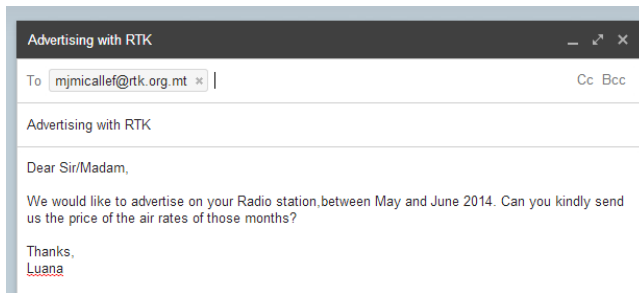 Advertising with RTK
To mjmicallef@rtk.org.mt × Cc Bcc
Advertising with RTK
Dear Sir/Madam,
We would like to advertise on your Radio station,between May and June 2014. Can you kindly send
us the price of the air rates of those months?
Thanks,
Luana